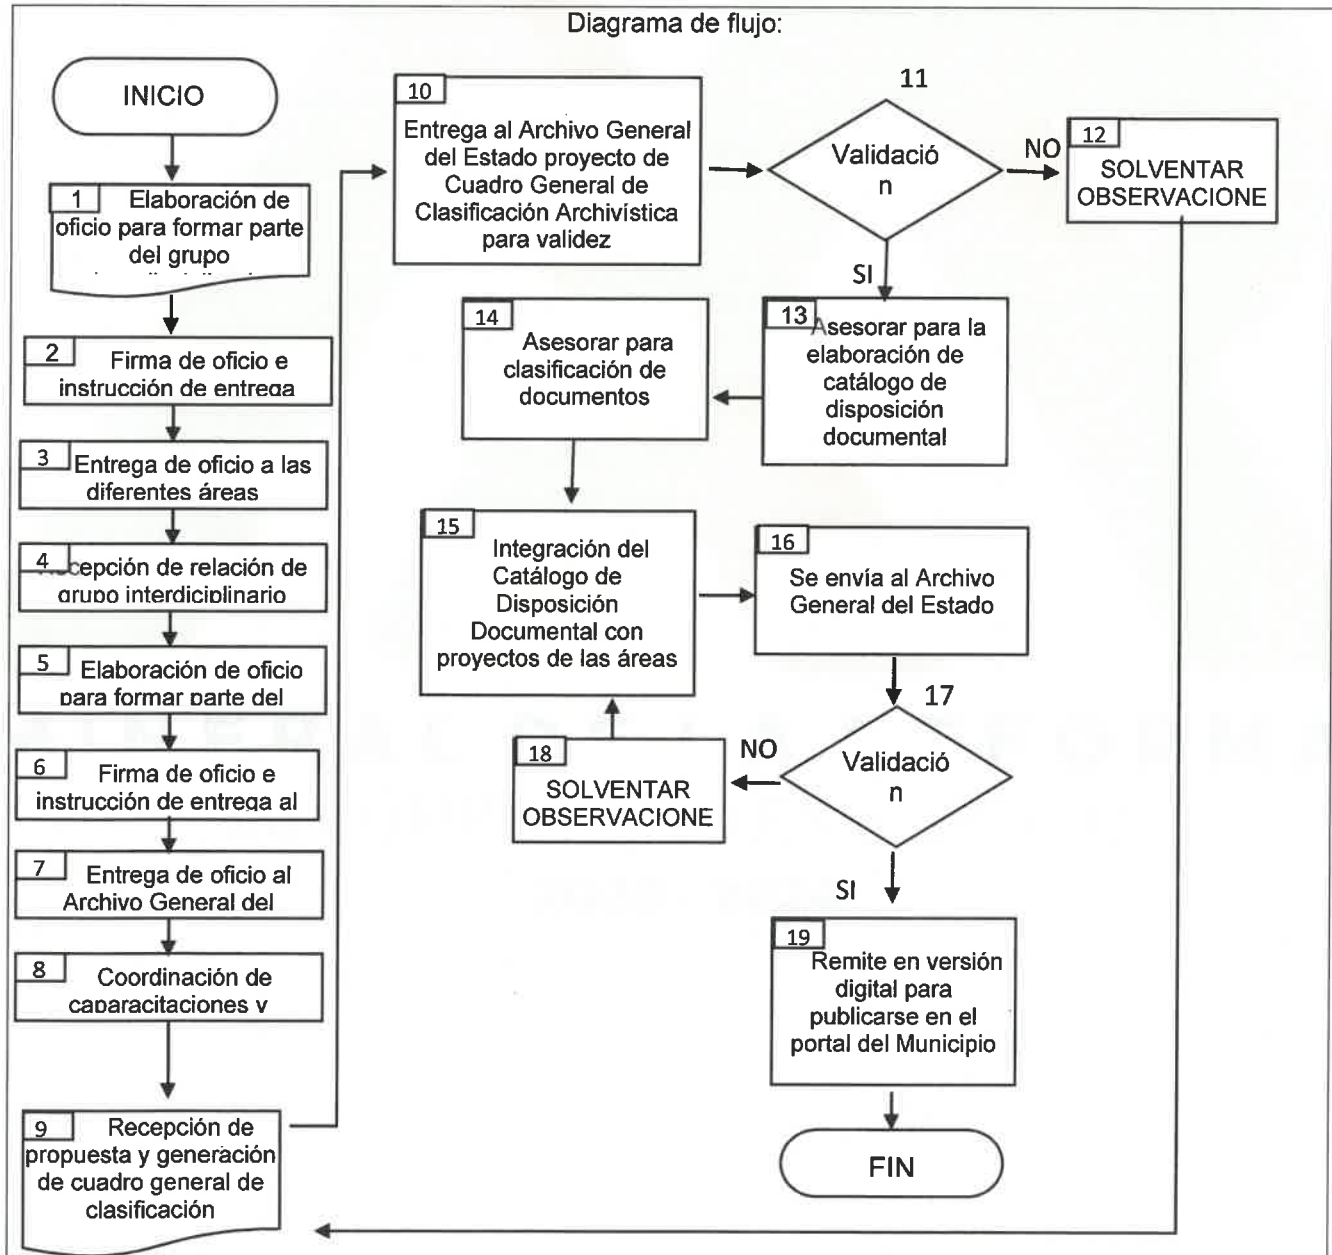 Diagrama de flujo:
INICIO
1 Elaboración de
oficio para formar parte
del grupo
2 Firma de oficio e
instrucción de entrega
3 Entrega de oficio a las
diferentes áreas
4 cepción de relación de
grupo interdiciplinario
5 Elaboración de oficio
para formar parte del
6 Firma de oficio e
instrucción de entrega al
7 Entrega de oficio al
Archivo General del
8 Coordinación de
caparacitaciones y
9 Recepción de
propuesta y generación
de cuadro general de
clasificación
10
Entrega al Archivo General
del Estado proyecto de
Cuadro General de
Clasificación Archivística
para validez
11
Validació
n
NO
SI
12
SOLVENTAR
OBSERVACIONE
13 Asesorar para la
elaboración de
catálogo de
disposición
documental
14
Asesorar para
clasificación de
documentos
15
Integración del
Catálogo de
Disposición
Documental con
proyectos de las áreas
16
Se envía al Archivo
General del Estado
17
Validació
n
NO
SI
18
SOLVENTAR
OBSERVACIONE
19
Remite en versión
digital para
publicarse en el
portal del Municipio
FIN